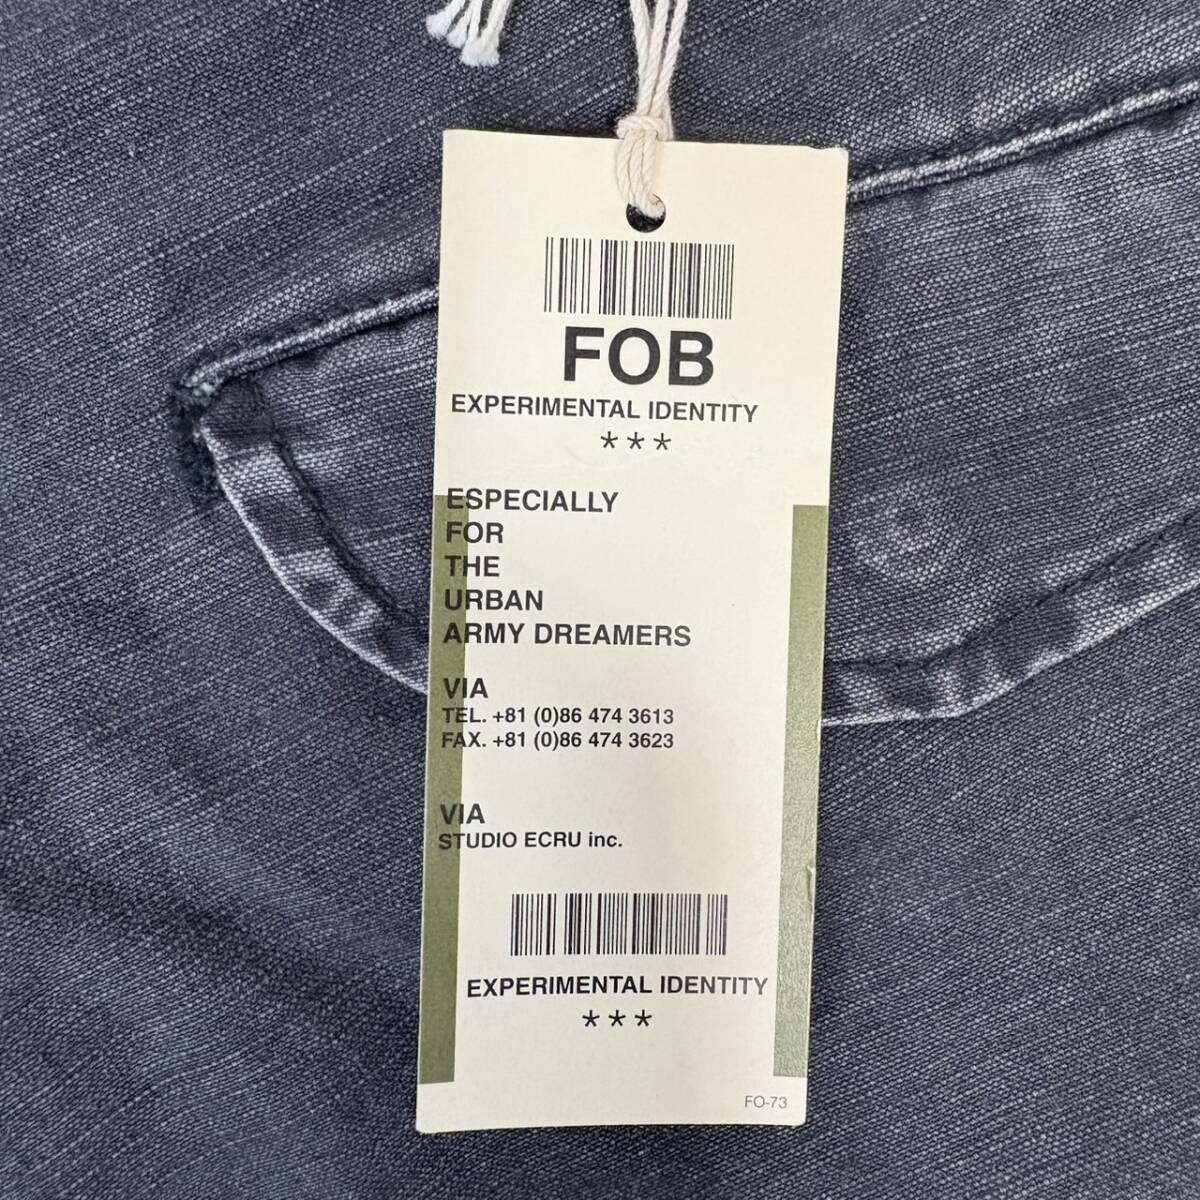 FOB
EXPERIMENTAL IDENTITY
***
ESPECIALLY
FOR
THE
URBAN
ARMY DREAMERS
VIA
TEL. +81 (0)86 474 3613
FAX. +81 (0)86 474 3623
VIA
STUDIO ECRU inc.
EXPERIMENTAL IDENTITY
***
FO-73